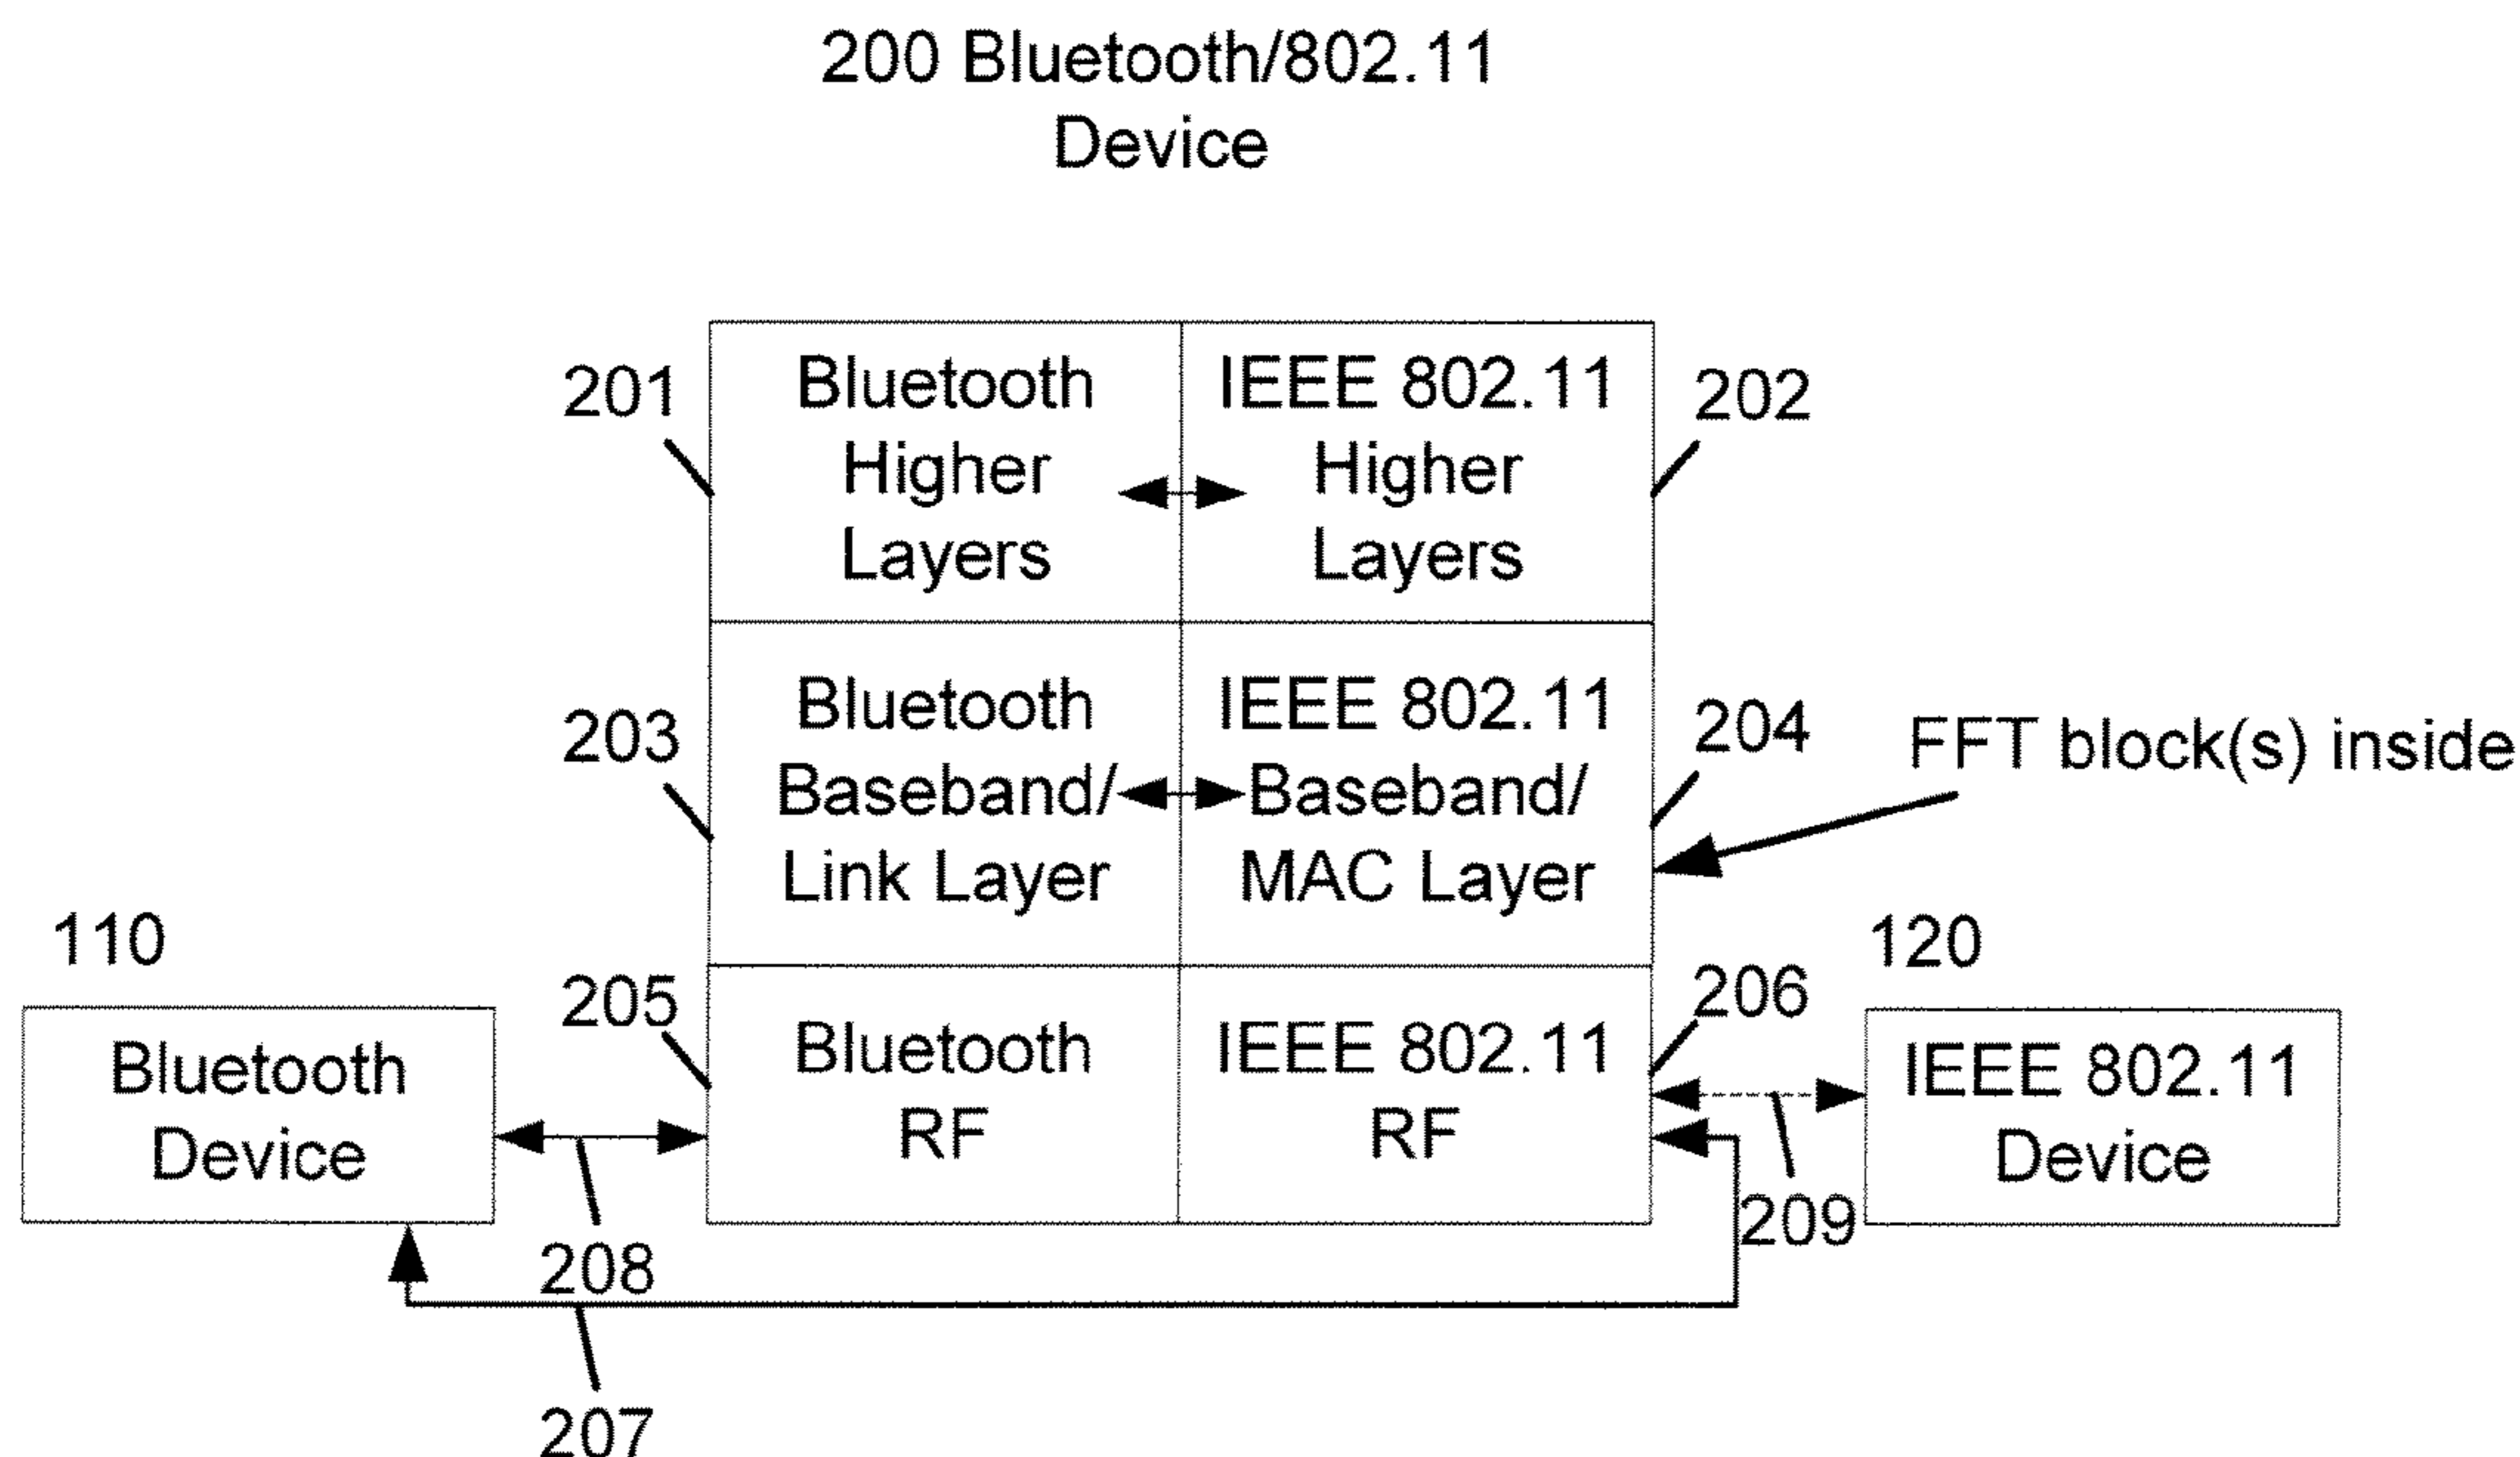 200 Bluetooth/802.11
Device
201
Bluetooth
Higher
Layers
IEEE 802.11
Higher
Layers
202
203
Bluetooth
Baseband/
Link Layer
IEEE 802.11
Baseband/
MAC Layer
204
FFT block(s) inside
110
Bluetooth
Device
205
Bluetooth
RF
IEEE 802.11
RF
206
120
IEEE 802.11
Device
208
209
207